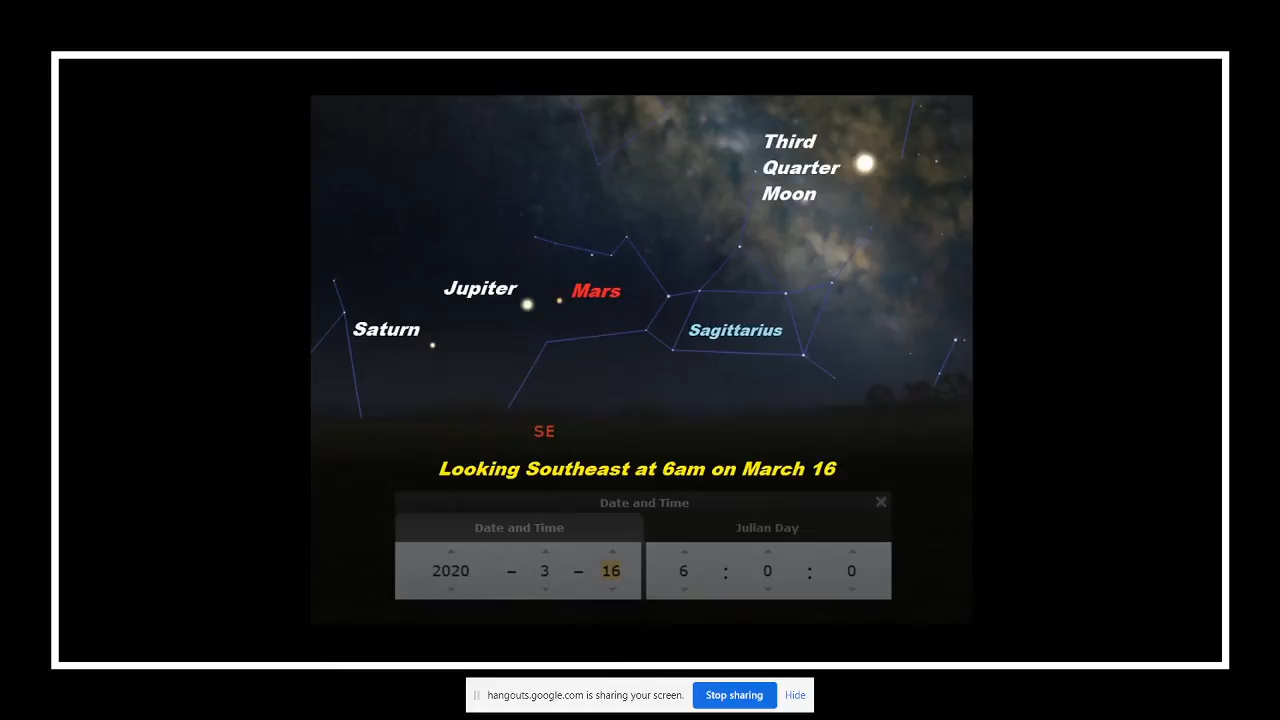 Third
Quarter
Moon
Jupiter
Mars
Saturn
Sagittarius
SE
Looking Southeast at 6am on March 16
Date and Time
Date and Time
Julian Day
2020 - 3 - 16
6 : 0 : 0
hangouts.google.com is sharing your screen.
Stop sharing
Hide